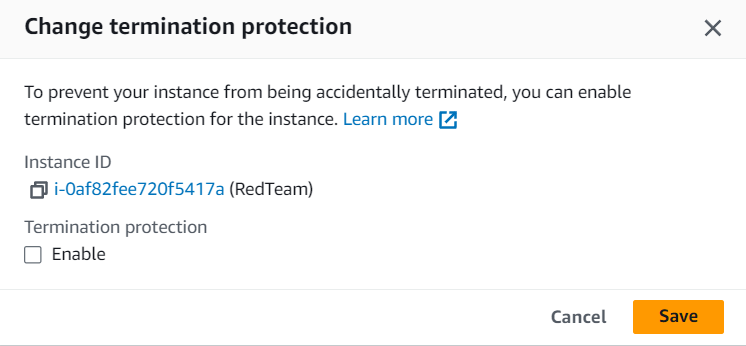 Change termination protection
To prevent your instance from being accidentally terminated, you can enable
termination protection for the instance. Learn more
Instance ID
i-0af82fee720f5417a (RedTeam)
Termination protection
Enable
Cancel
Save